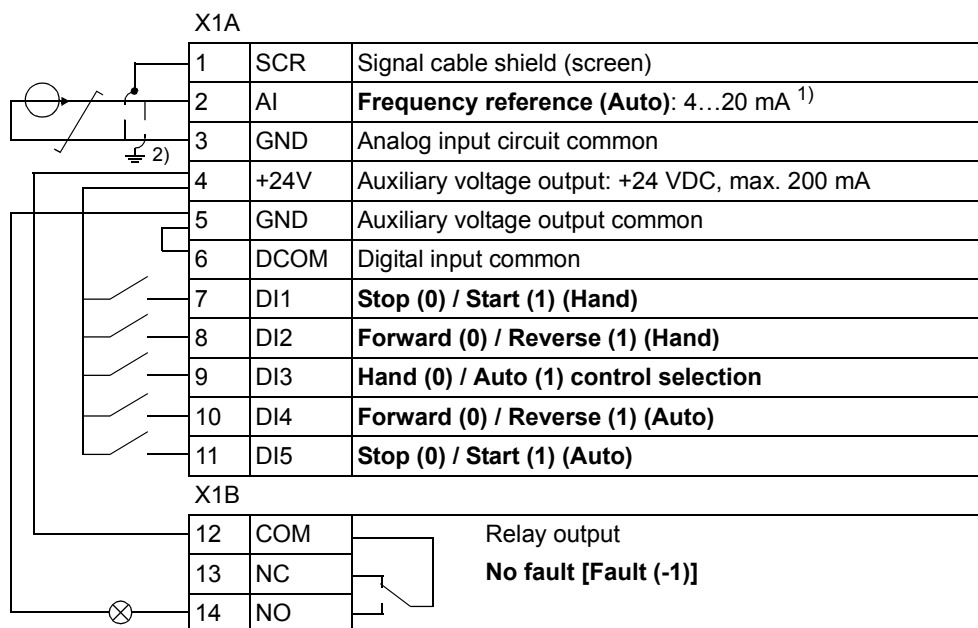 X1A
1 SCR Signal cable shield (screen)
2 AI Frequency reference (Auto): 4…20 mA 1)
3 GND Analog input circuit common
2)
4 +24V Auxiliary voltage output: +24 VDC, max. 200 mA
5 GND Auxiliary voltage output common
6 DCOM Digital input common
7 DI1 Stop (0) / Start (1) (Hand)
8 DI2 Forward (0) / Reverse (1) (Hand)
9 DI3 Hand (0) / Auto (1) control selection
10 DI4 Forward (0) / Reverse (1) (Auto)
11 DI5 Stop (0) / Start (1) (Auto)
X1B
12 COM Relay output
13 NC No fault [Fault (-1)]
14 NO